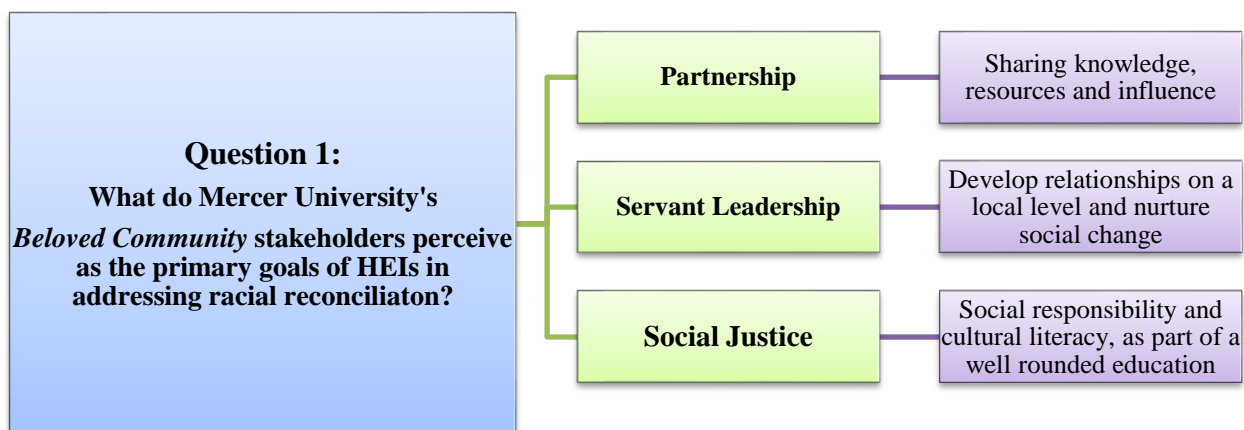 Question 1:
What do Mercer University's
Beloved Community stakeholders perceive
as the primary goals of HEIs in
addressing racial reconciliaton?
Partnership
Sharing knowledge,
resources and influence
Servant Leadership
Develop relationships on a
local level and nurture
social change
Social Justice
Social responsibility and
cultural literacy, as part of a
well rounded education